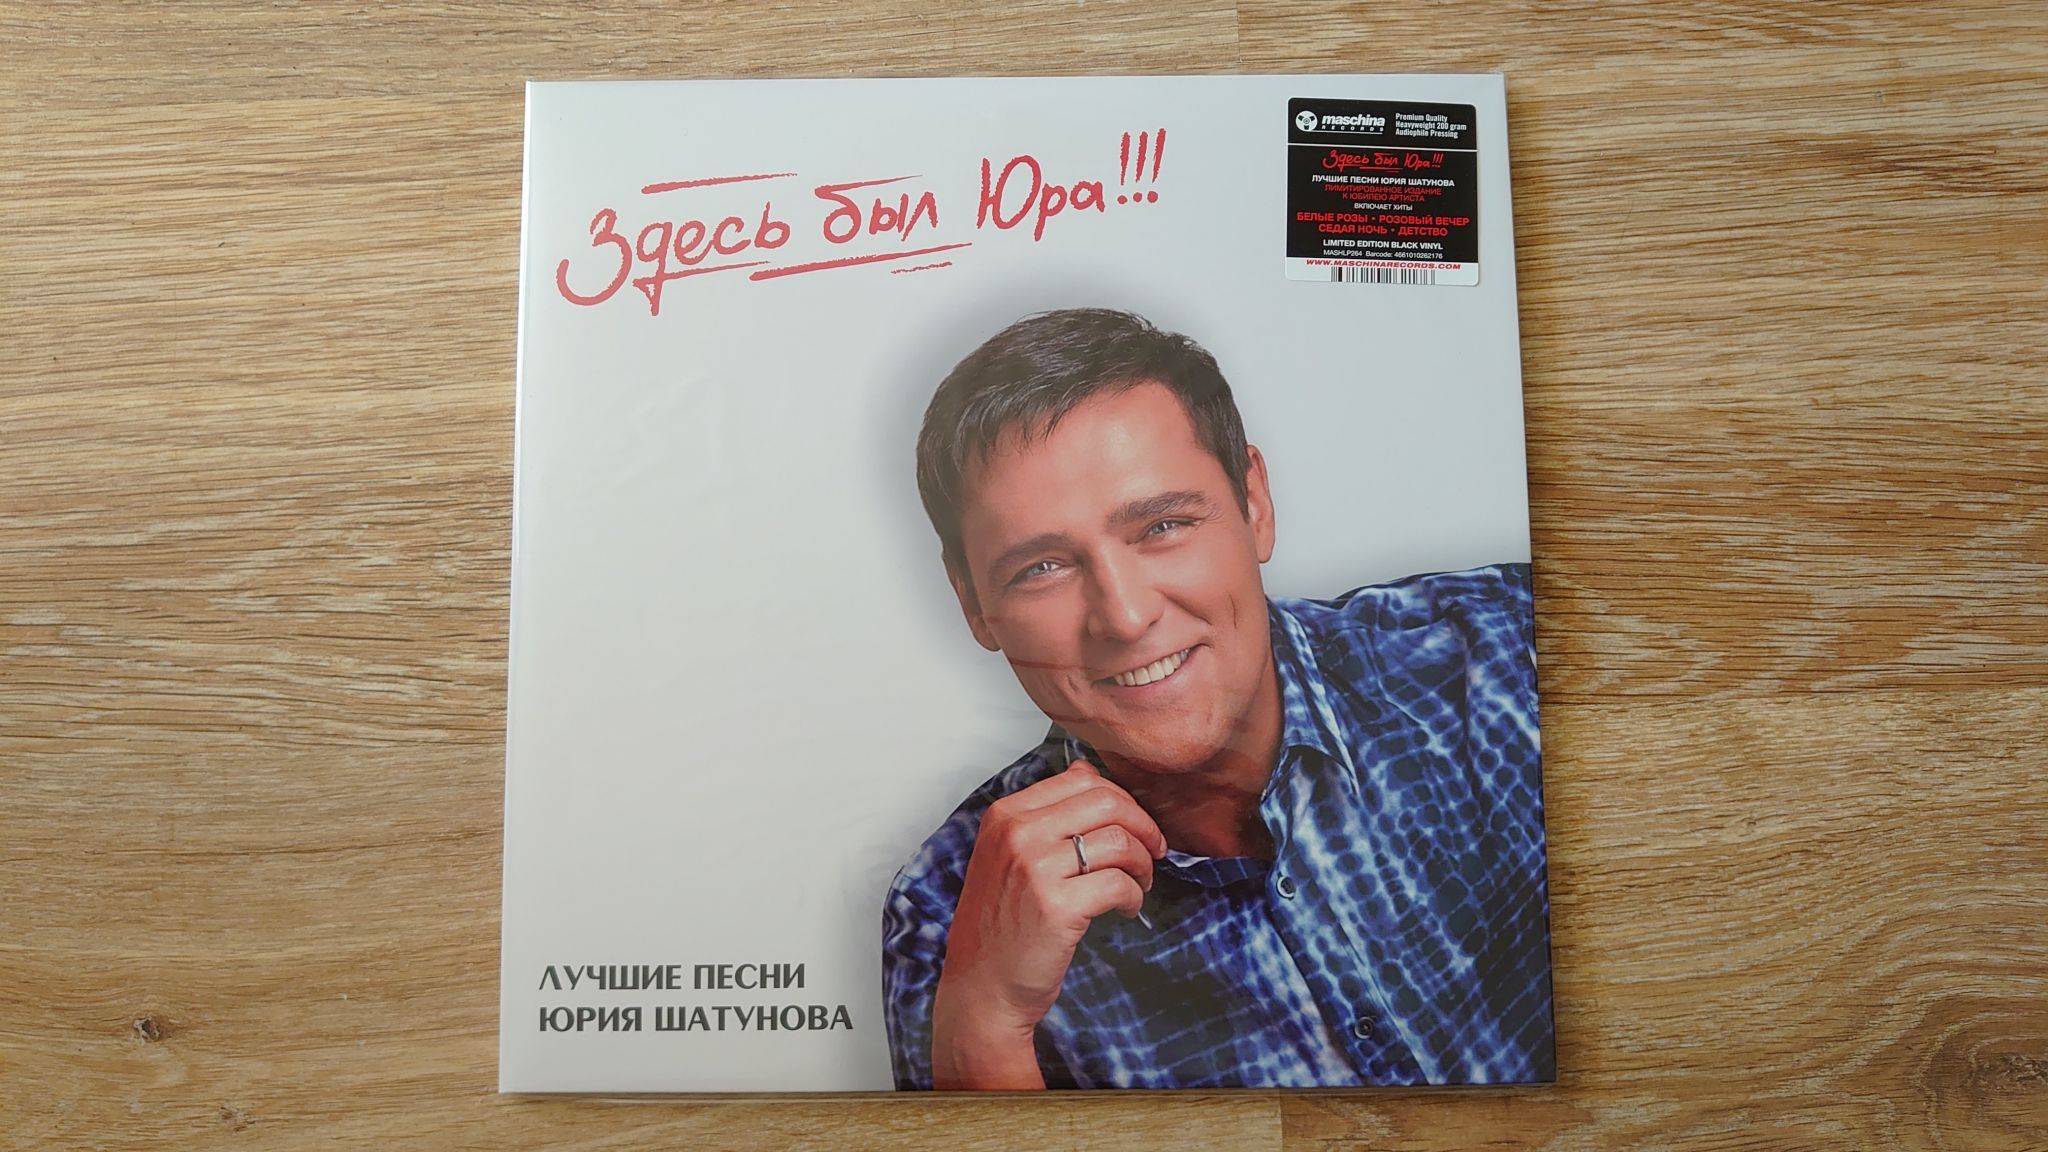 Здесь был Юра!!!
maschina
RECORDS
Premium Quality
Heavyweight 200 gram
Audiophile Pressing
Здесь был Юра!!!
ЛУЧШИЕ ПЕСНИ ЮРИЯ ШАТУНОВА
ЛИМИТИРОВАННОЕ ИЗДАНИЕ
К ЮБИЛЕЮ АРТИСТА
ВКЛЮЧАЕТ ХИТЫ
БЕЛЫЕ РОЗЫ • РОЗОВЫЙ ВЕЧЕР
СЕДАЯ НОЧЬ • ДЕТСТВО
LIMITED EDITION BLACK VINYL
MASHLP264 Barcode: 4661010262176
WWW.MASCHINARECORDS.COM
ЛУЧШИЕ ПЕСНИ
ЮРИЯ ШАТУНОВА